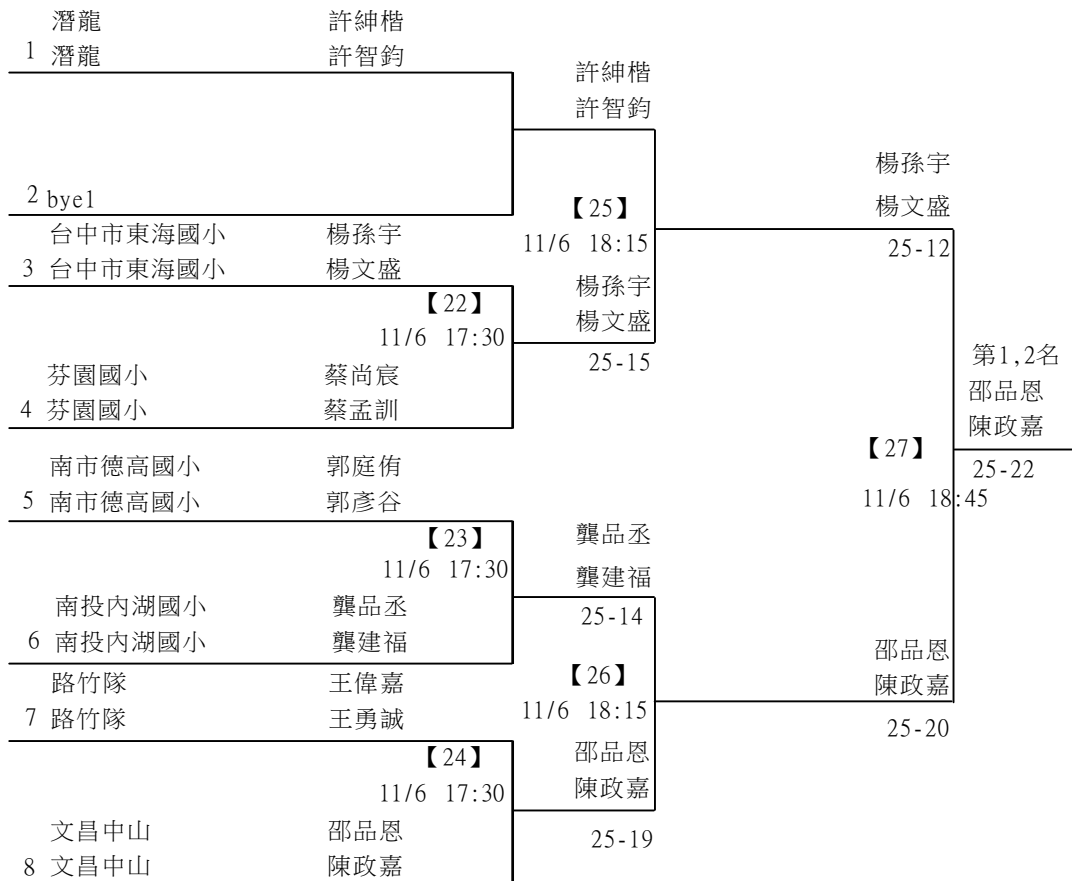 潛龍 許紳楷
1 潛龍 許智鈞
許紳楷
許智鈞
2 bye1
台中市東海國小 楊孫宇
3 台中市東海國小 楊文盛
【25】
11/6 18:15
楊孫宇
楊文盛
25-12
【22】
11/6 17:30
楊孫宇
楊文盛
25-15
芬園國小 蔡尚宸
4 芬園國小 蔡孟訓
第1,2名
邵品恩
陳政嘉
25-22
【27】
11/6 18:45
南市德高國小 郭庭侑
5 南市德高國小 郭彥谷
【23】
11/6 17:30
龔品丞
龔建福
25-14
南投內湖國小 龔品丞
6 南投內湖國小 龔建福
路竹隊 王偉嘉
7 路竹隊 王勇誠
【26】
11/6 18:15
邵品恩
陳政嘉
25-20
【24】
11/6 17:30
邵品恩
陳政嘉
25-19
文昌中山 邵品恩
8 文昌中山 陳政嘉